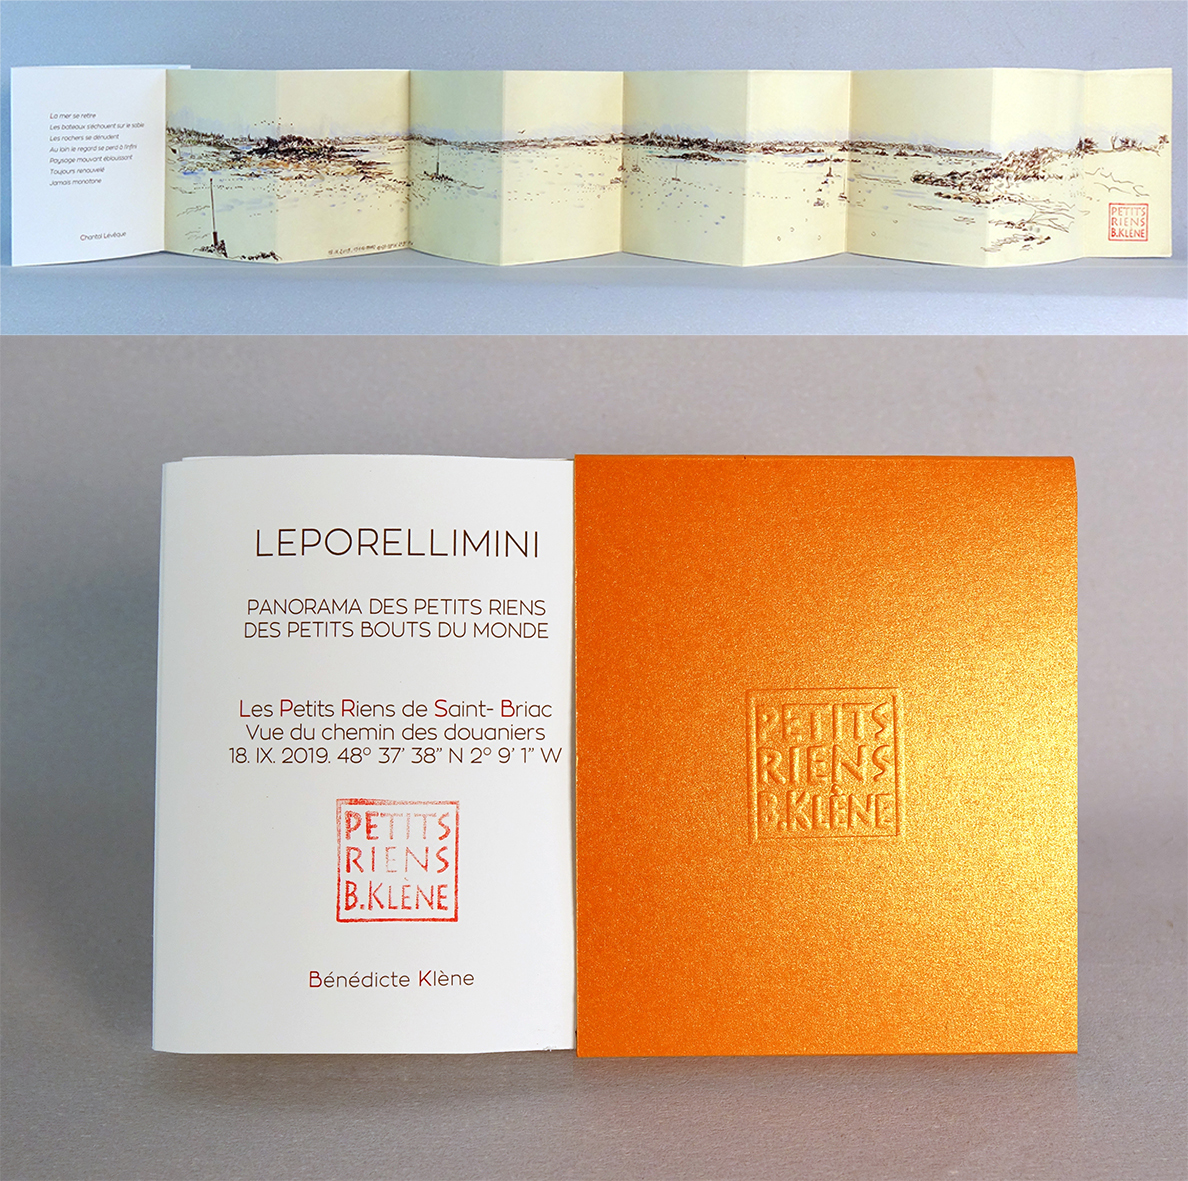 La mer se retire
Les bateaux s'échouent sur le sable
Les rochers se dénudent
Au loin le regard se perd à l'infini
Paysage mouvant éblouissant
Toujours renouvelé
Jamais monotone
Chantal Lévêque
PETITS
RIENS
B.KLÈNE
LEPORELLIMINI
PANORAMA DES PETITS RIENS
DES PETITS BOUTS DU MONDE
Les Petits Riens de Saint- Briac
Vue du chemin des douaniers
18. IX. 2019. 48° 37' 38" N 2° 9' 1" W
PETITS
RIENS
B.KLÈNE
Bénédicte Klène
PETITS
RIENS
B.KLÈNE